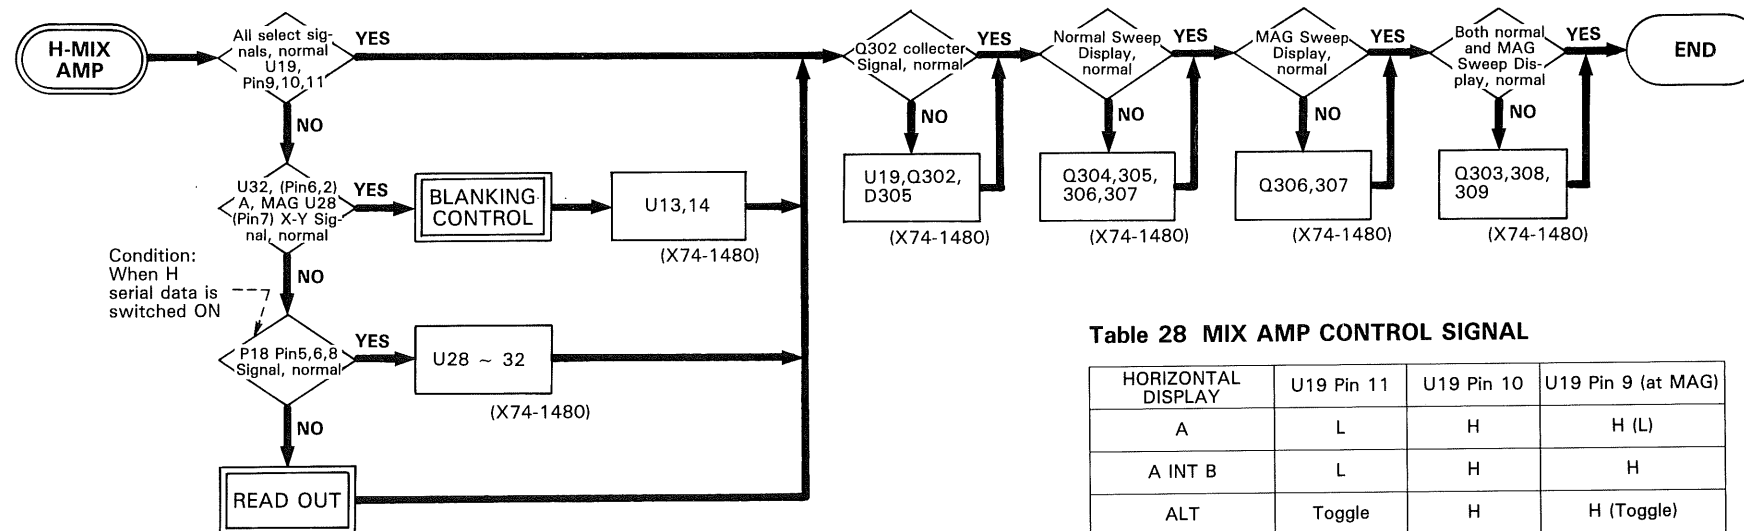 H-MIX
AMP
All select sig-
nals, normal
U19,
Pin9,10,11
YES
NO
U32, (Pin6,2)
A, MAG U28
(Pin7) X-Y Sig-
nal, normal
YES
BLANKING
CONTROL
U13,14
(X74-1480)
NO
Condition:
When H
serial data is
switched ON
P18 Pin5,6,8
Signal, normal
YES
U28 ~ 32
(X74-1480)
NO
READ OUT
Q302 collecter
Signal, normal
YES
NO
U19,Q302,
D305
(X74-1480)
Normal Sweep
Display,
normal
YES
NO
Q304,305,
306,307
(X74-1480)
MAG Sweep
Display,
normal
YES
NO
Q306,307
(X74-1480)
Both normal
and MAG
Sweep Dis-
play, normal
YES
NO
Q303,308,
309
(X74-1480)
END
Table 28 MIX AMP CONTROL SIGNAL
HORIZONTAL
DISPLAY
U19 Pin 11
U19 Pin 10
U19 Pin 9 (at MAG)
A
L
H
H (L)
A INT B
L
H
H
ALT
Toggle
H
H (Toggle)